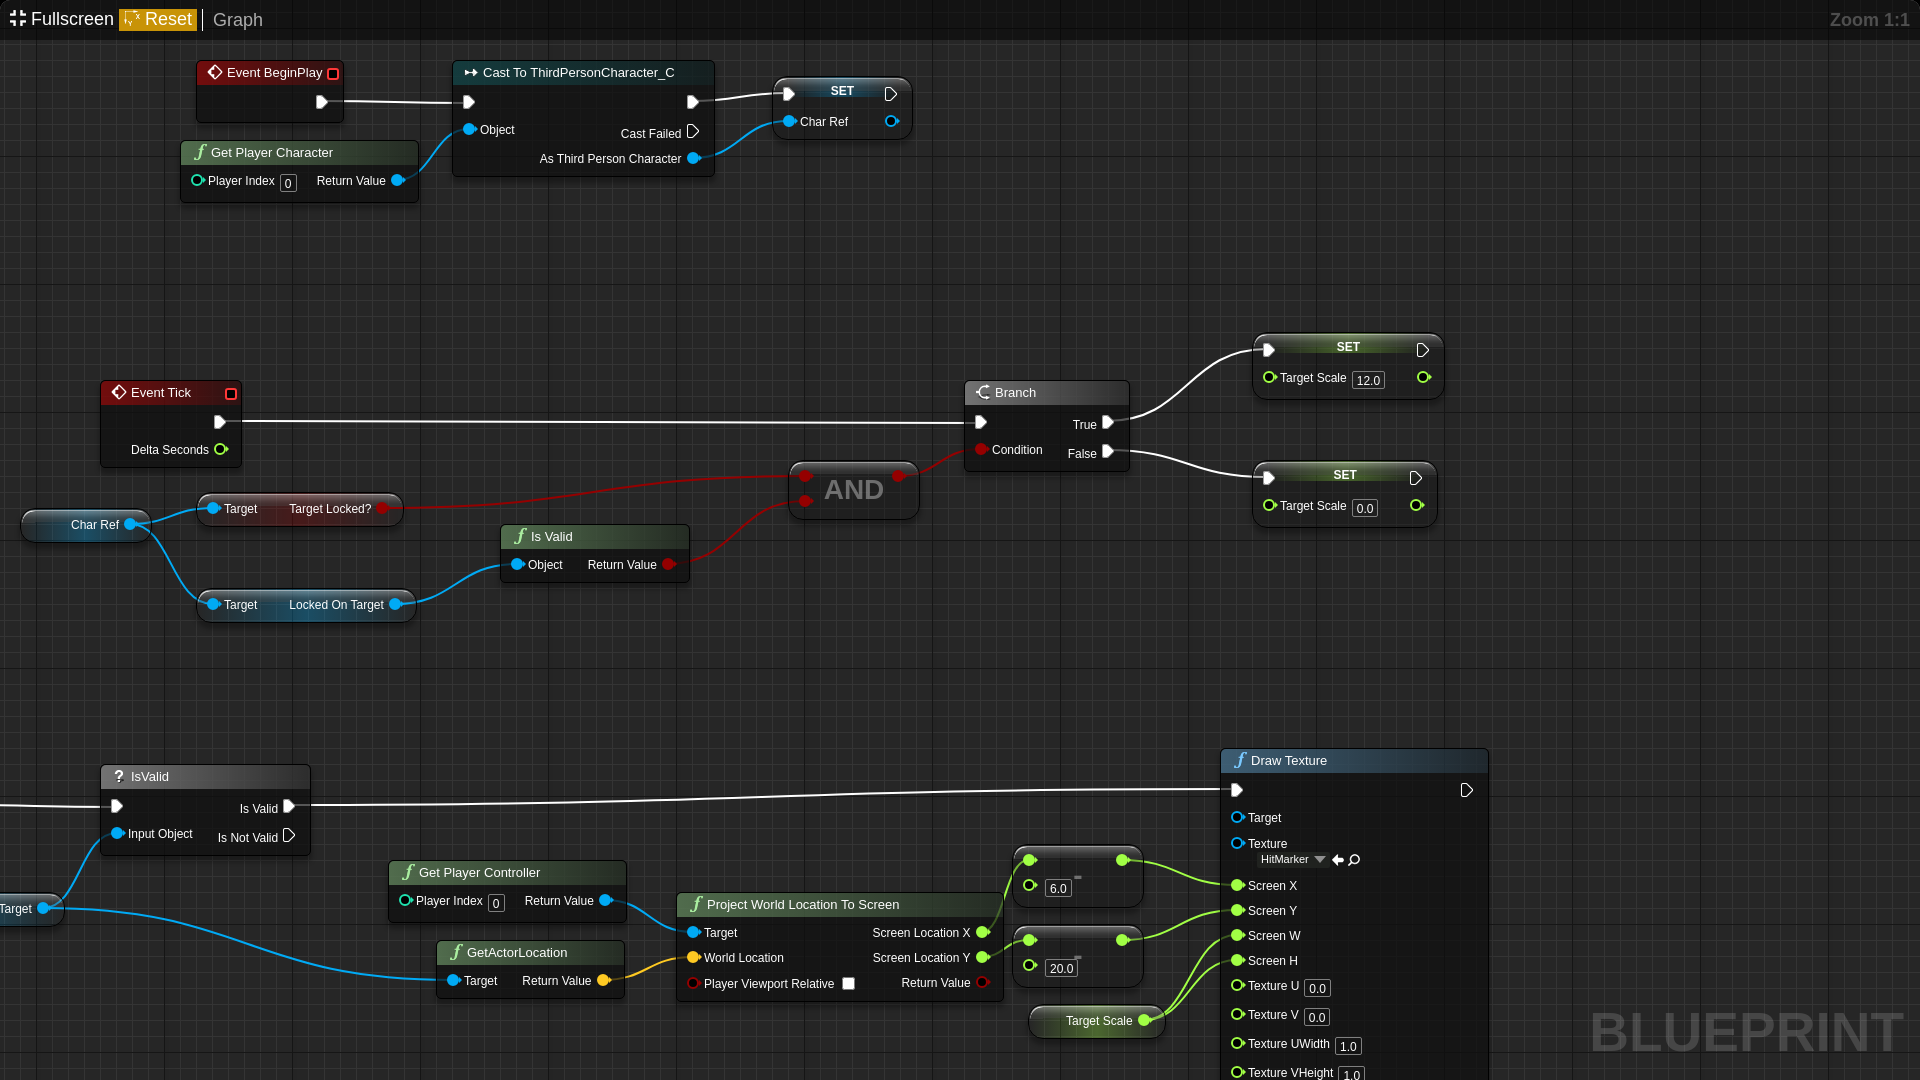 Fullscreen Reset Graph Zoom 1:1
Event BeginPlay
Cast To ThirdPersonCharacter_C
Object
Cast Failed
As Third Person Character
SET
Char Ref
Get Player Character
Player Index 0 Return Value
Event Tick
Delta Seconds
Branch
True
Condition
False
SET
Target Scale 12.0
SET
Target Scale 0.0
AND
Char Ref
Target Target Locked?
Is Valid
Object Return Value
Target Locked On Target
? IsValid
Is Valid
Input Object
Is Not Valid
Target
Get Player Controller
Player Index 0 Return Value
GetActorLocation
Target Return Value
Project World Location To Screen
Target Screen Location X
World Location Screen Location Y
Player Viewport Relative Return Value
-
6.0
-
20.0
Target Scale
Draw Texture
Target
Texture
HitMarker
Screen X
Screen Y
Screen W
Screen H
Texture U 0.0
Texture V 0.0
Texture UWidth 1.0
Texture VHeight 1.0
BLUEPRINT